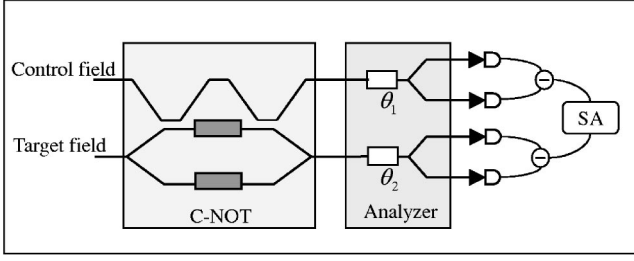 Control field
θ₁
SA
Target field
θ₂
C-NOT
Analyzer